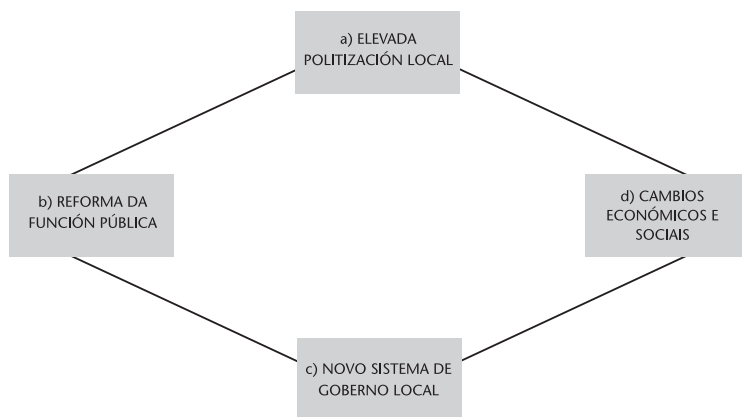 a) ELEVADA
POLITIZACIÓN LOCAL
b) REFORMA DA
FUNCIÓN PÚBLICA
d) CAMBIOS
ECONÓMICOS E
SOCIAIS
c) NOVO SISTEMA DE
GOBERNO LOCAL